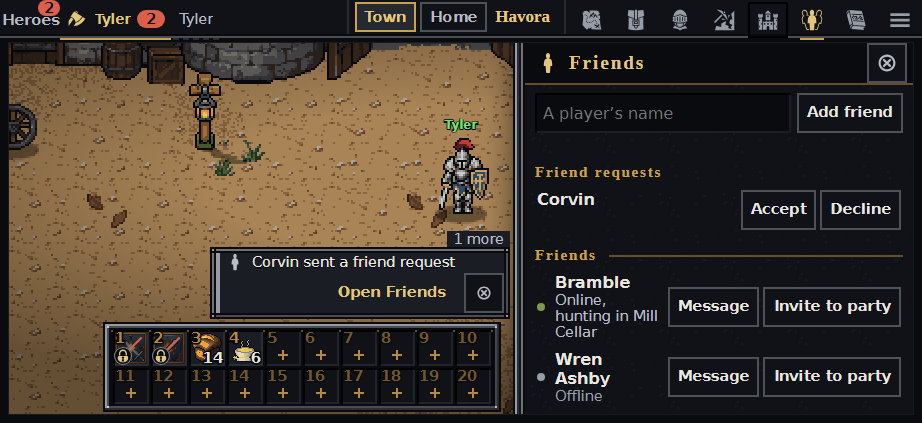 Heroes 2 Tyler 2 Tyler Town Home Havora
Tyler
1 more
Corvin sent a friend request
Open Friends
1 2 3 4 5 6 7 8 9 10
14 6 + + + + + +
11 12 13 14 15 16 17 18 19 20
+ + + + + + + + + +
Friends
A player’s name Add friend
Friend requests
Corvin Accept Decline
Friends
Bramble
Online,
hunting in Mill
Cellar
Message Invite to party
Wren
Ashby
Offline
Message Invite to party